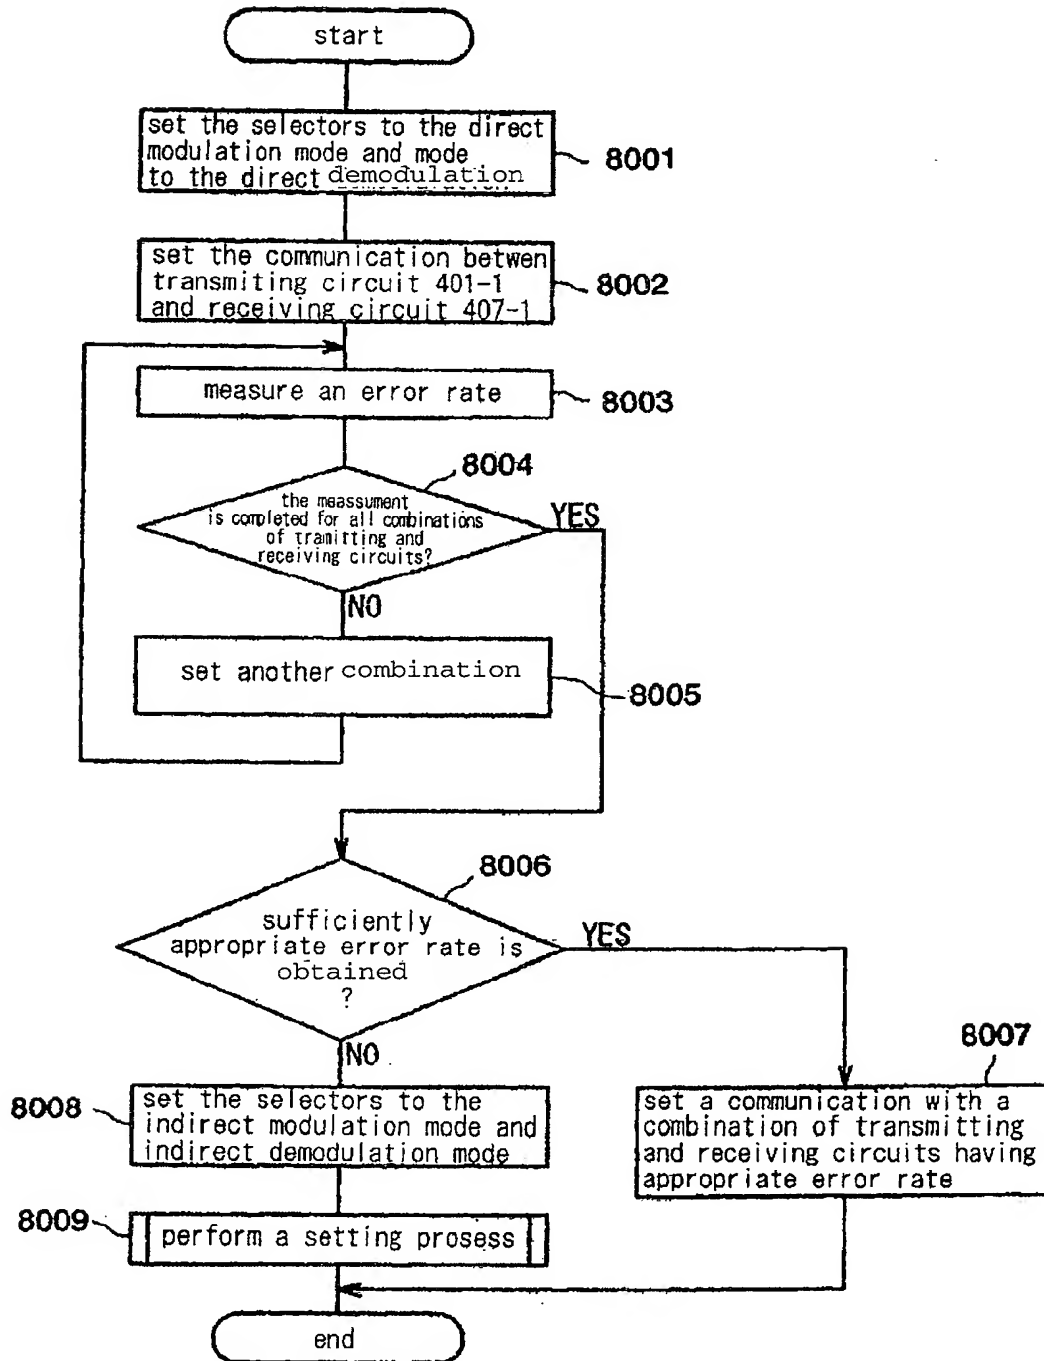 start
set the selectors to the direct
modulation mode and mode
to the direct demodulation
8001
set the communication betwen
transmiting circuit 401-1
and receiving circuit 407-1
8002
measure an error rate
8003
8004
the meassument
is completed for all combinations
of tramitting and
receiving circuits?
YES
NO
set another combination
8005
8006
sufficiently
appropriate error rate is
obtained
?
YES
NO
8007
8008
set the selectors to the
indirect modulation mode and
indirect demodulation mode
set a communication with a
combination of transmitting
and receiving circuits having
appropriate error rate
8009
perform a setting prosess
end